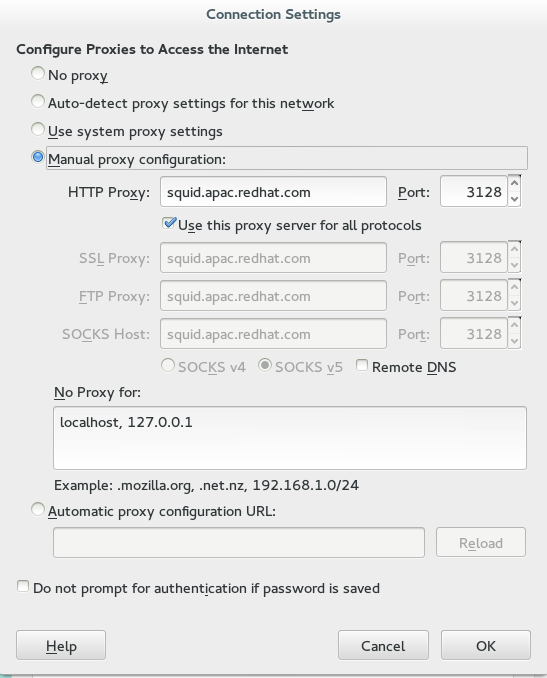 Connection Settings
Configure Proxies to Access the Internet
No proxy
Auto-detect proxy settings for this network
Use system proxy settings
Manual proxy configuration:
HTTP Proxy: squid.apac.redhat.com Port: 3128
Use this proxy server for all protocols
SSL Proxy: squid.apac.redhat.com Port: 3128
FTP Proxy: squid.apac.redhat.com Port: 3128
SOCKS Host: squid.apac.redhat.com Port: 3128
SOCKS v4 SOCKS v5 Remote DNS
No Proxy for:
localhost, 127.0.0.1
Example: .mozilla.org, .net.nz, 192.168.1.0/24
Automatic proxy configuration URL:
Reload
Do not prompt for authentication if password is saved
Help Cancel OK